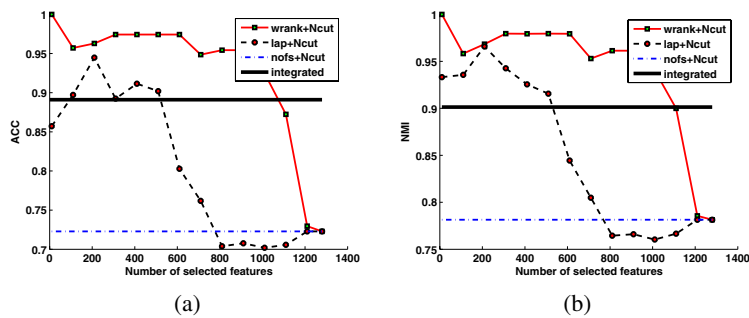 1
0.95
0.9
0.85
0.8
0.75
0.7
ACC
0 200 400 600 800 1000 1200 1400
Number of selected features
wrank+Ncut
lap+Ncut
nofs+Ncut
integrated
(a)
1
0.95
0.9
0.85
0.8
0.75
NMI
0 200 400 600 800 1000 1200 1400
Number of selected features
wrank+Ncut
lap+Ncut
nofs+Ncut
integrated
(b)